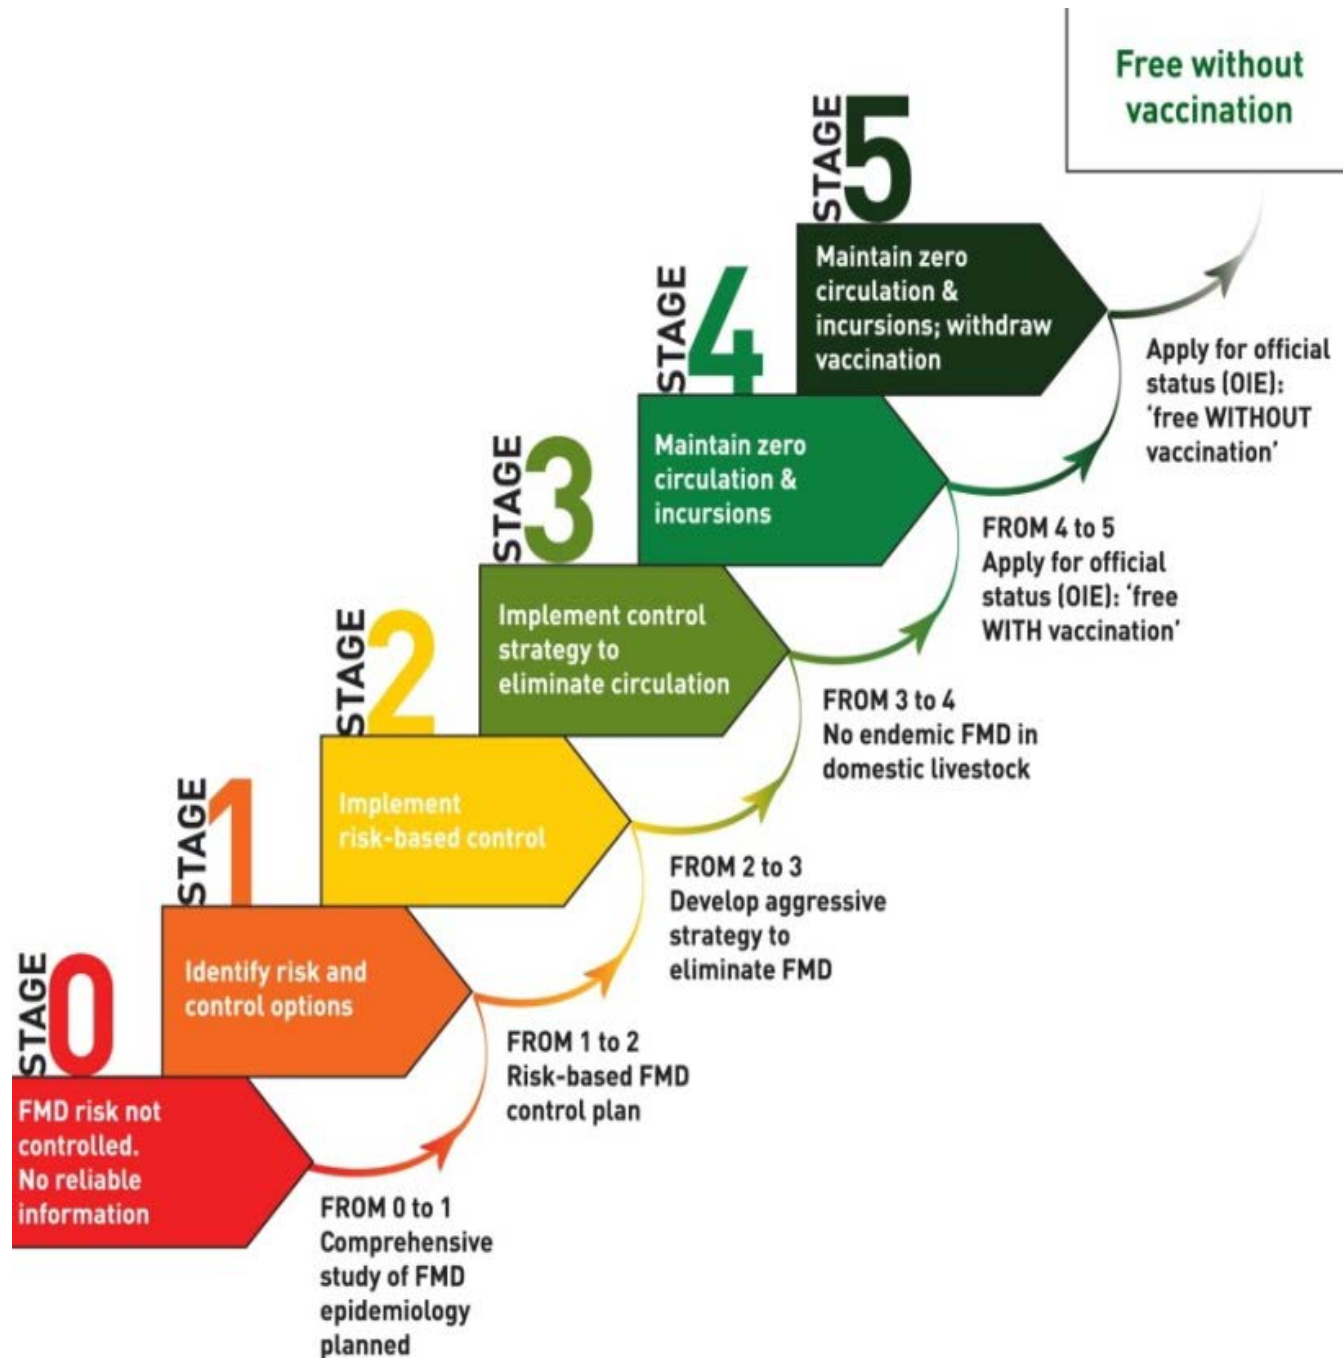 Free without
vaccination
STAGE 5
Maintain zero
circulation &
incursions; withdraw
vaccination
Apply for official
status (OIE):
‘free WITHOUT
vaccination’
STAGE 4
Maintain zero
circulation &
incursions
FROM 4 to 5
Apply for official
status (OIE): ‘free
WITH vaccination’
STAGE 3
Implement control
strategy to
eliminate circulation
FROM 3 to 4
No endemic FMD in
domestic livestock
STAGE 2
Implement
risk-based control
FROM 2 to 3
Develop aggressive
strategy to
eliminate FMD
STAGE 1
Identify risk and
control options
FROM 1 to 2
Risk-based FMD
control plan
STAGE 0
FMD risk not
controlled.
No reliable
information
FROM 0 to 1
Comprehensive
study of FMD
epidemiology
planned